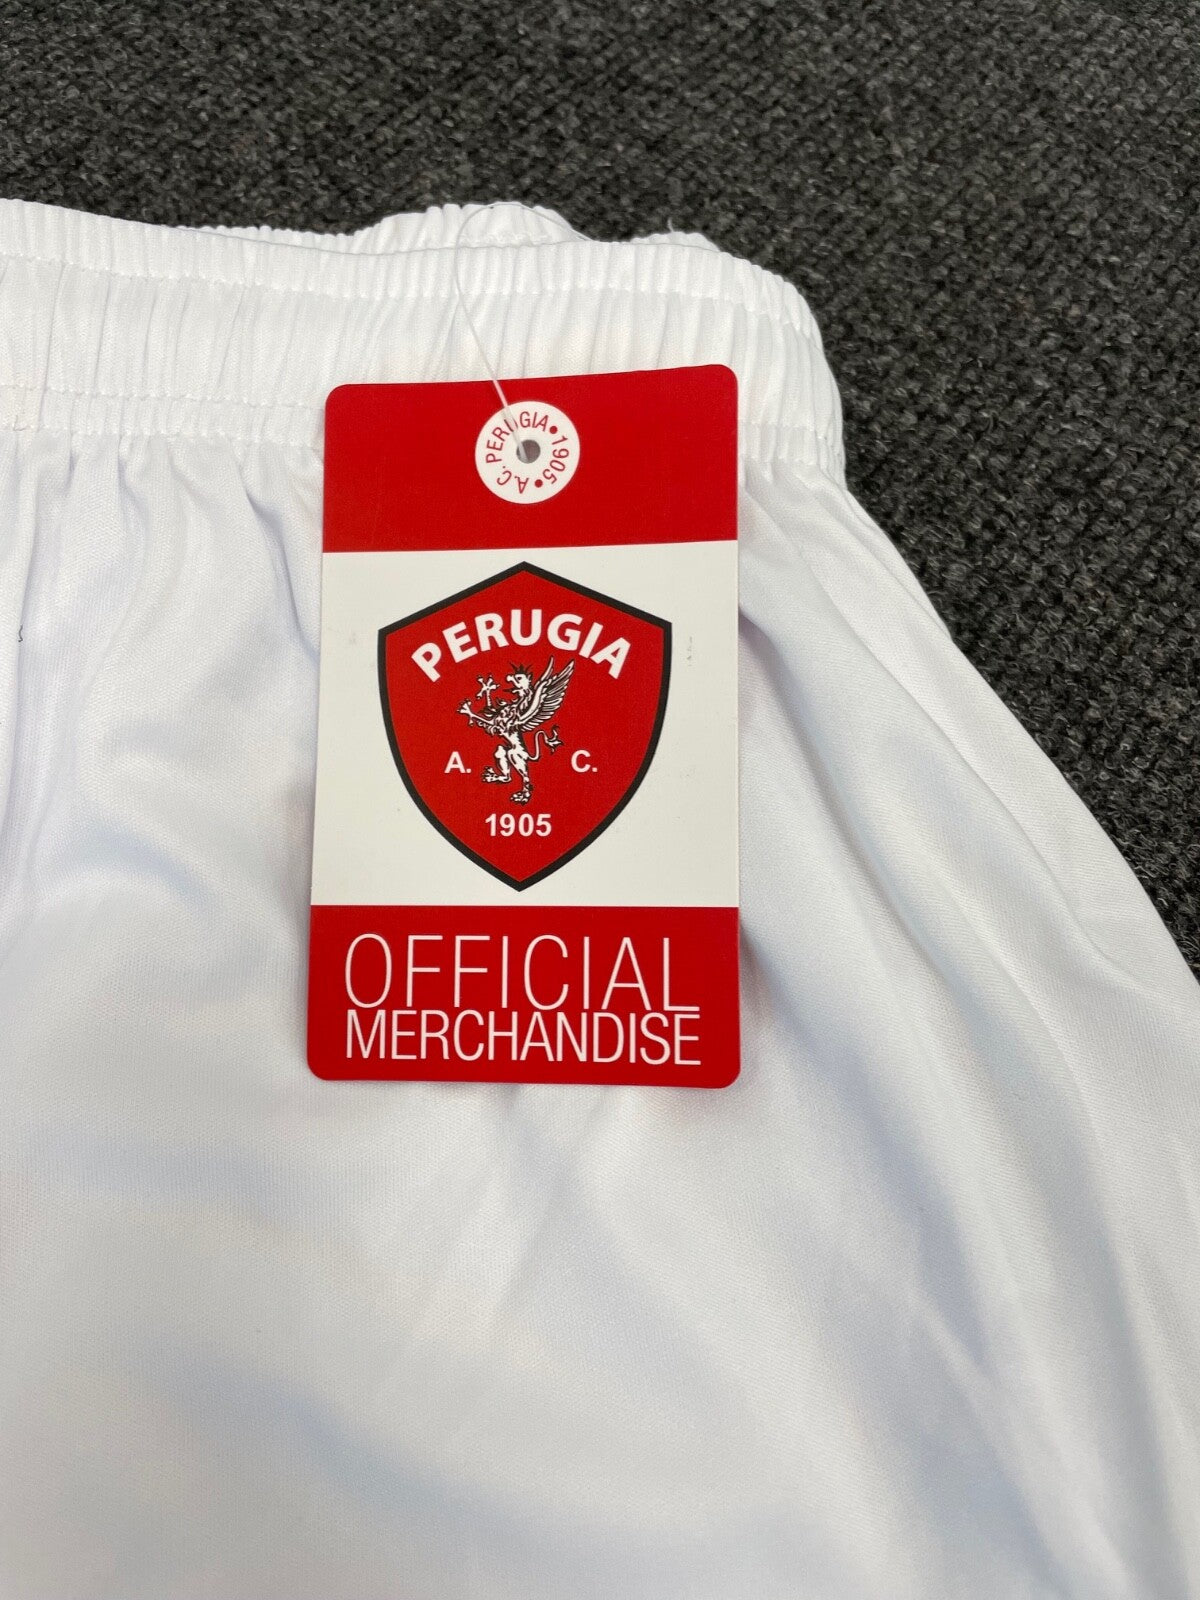 A.C. PERUGIA • 1905 •
PERUGIA
A. C.
1905
OFFICIAL
MERCHANDISE